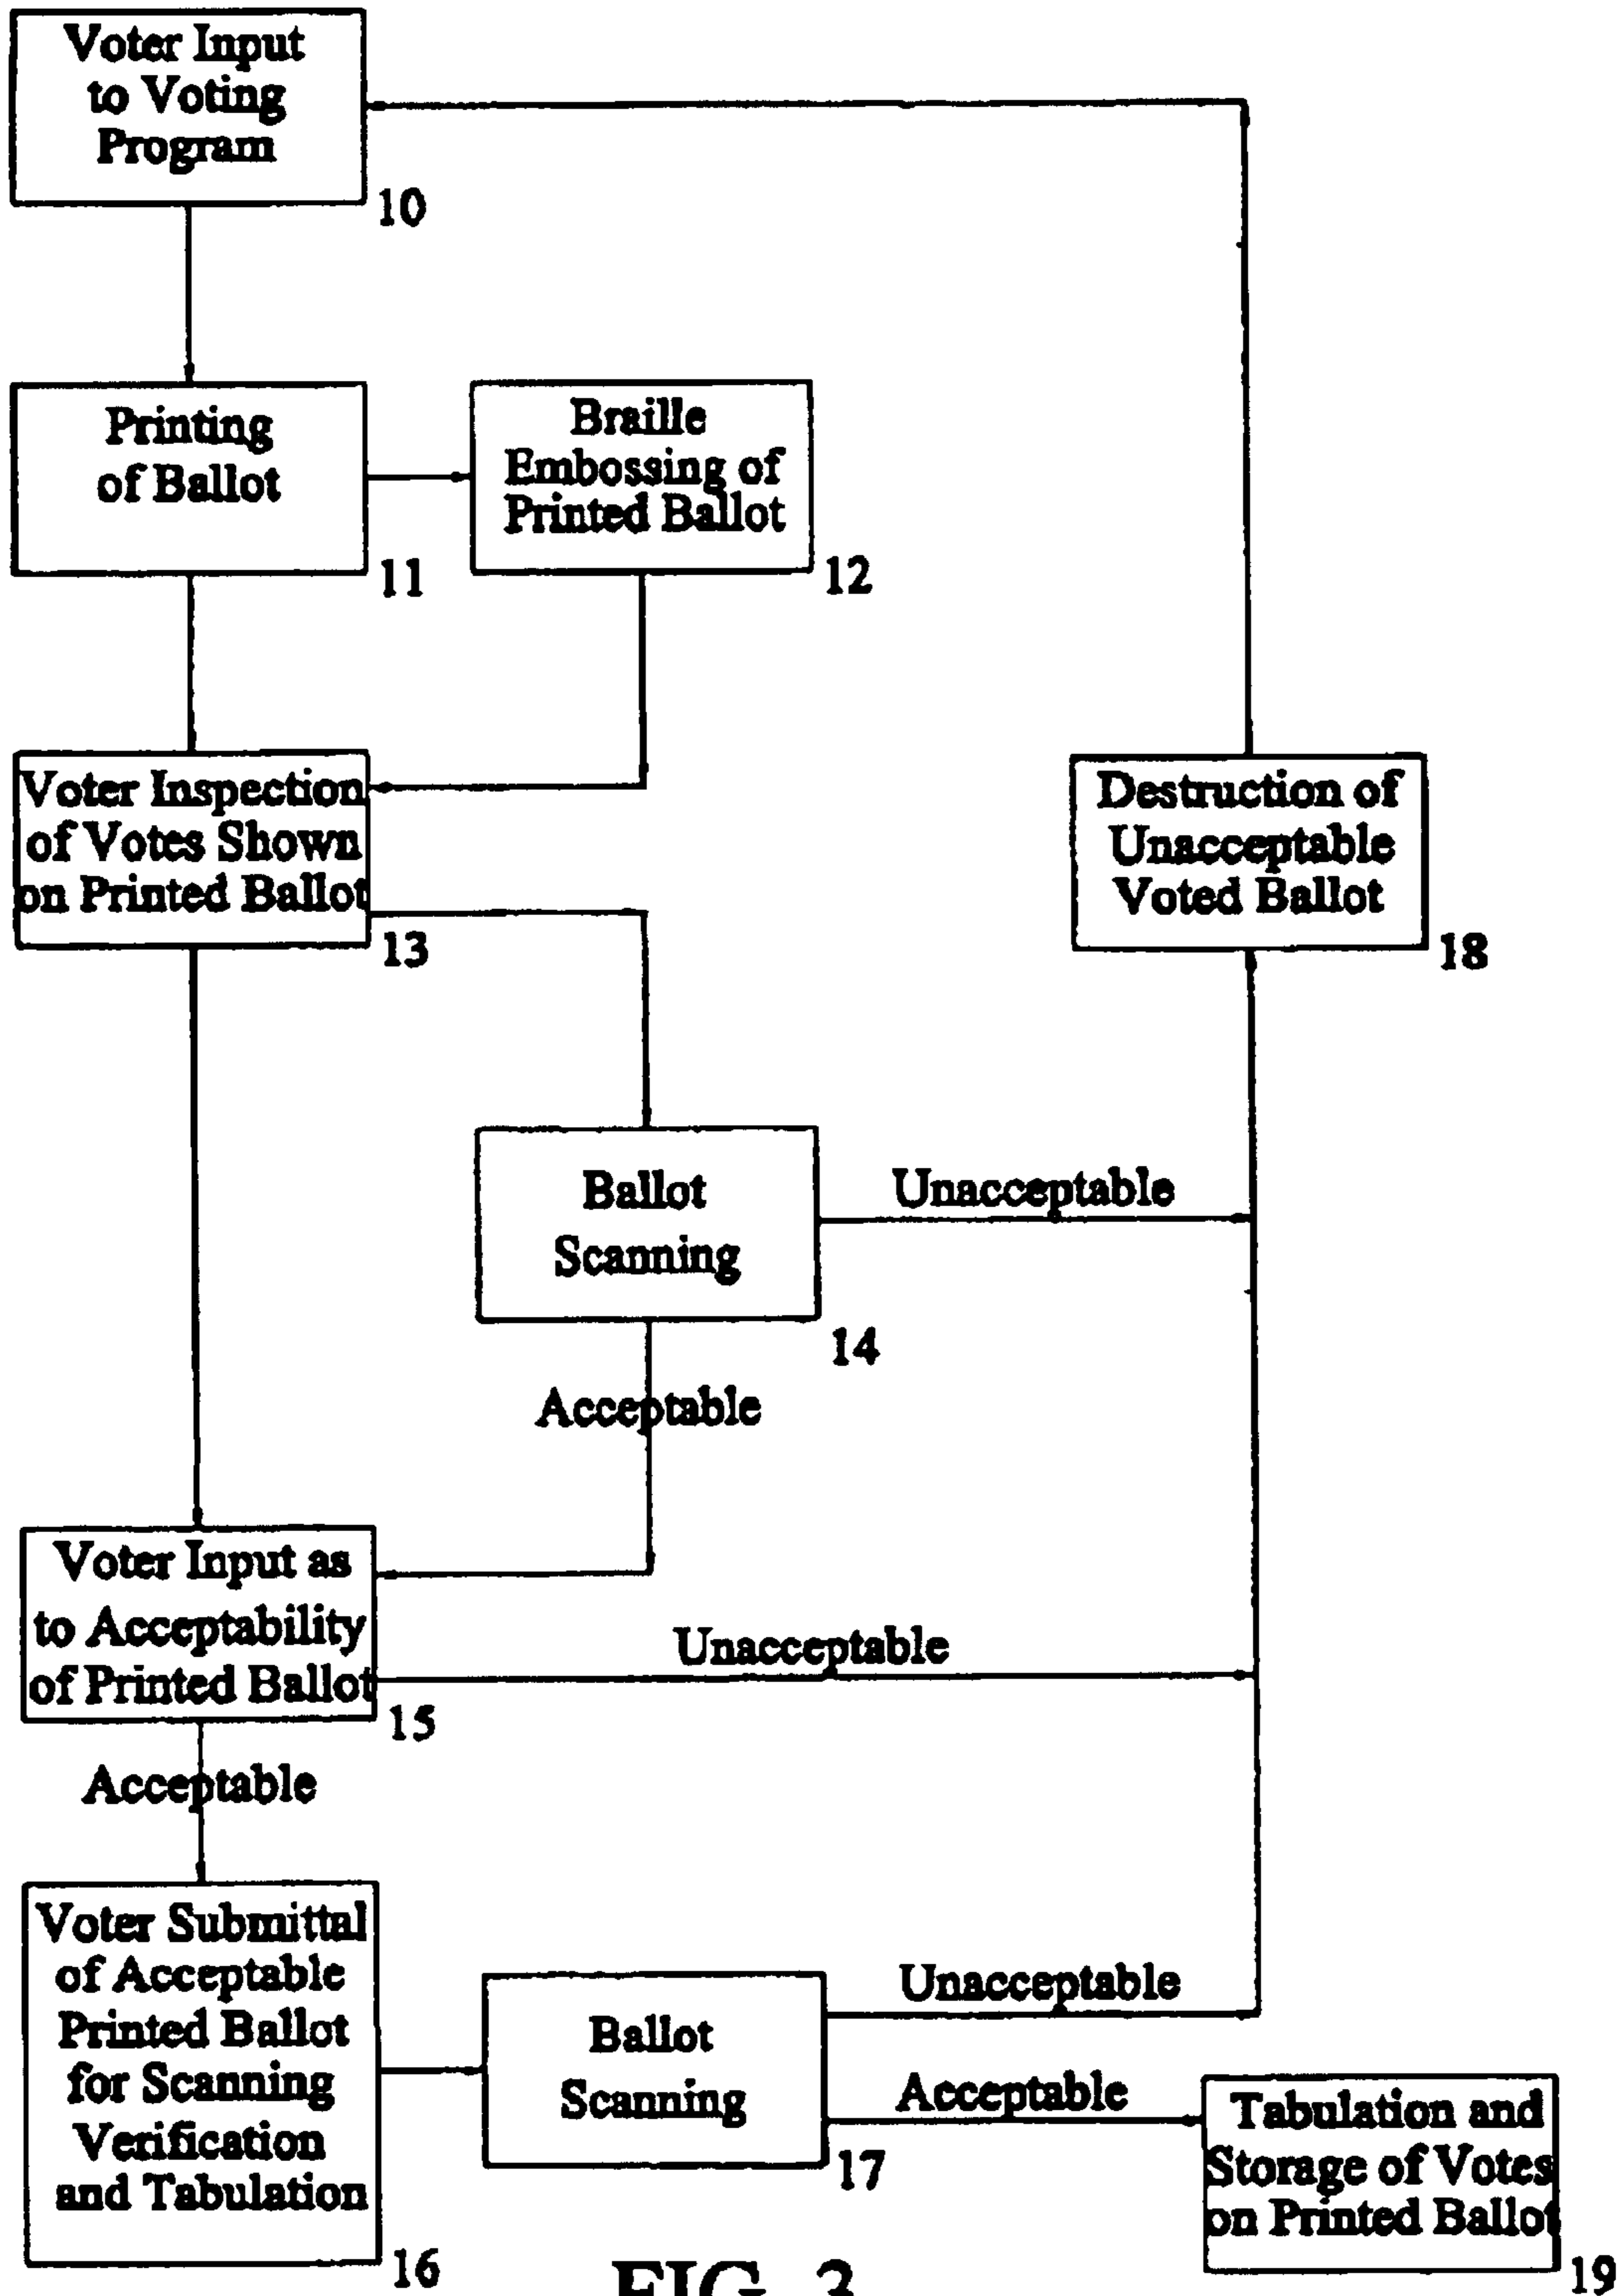 Voter Input
to Voting
Program
10
Printing
of Ballot
11
Braille
Embossing of
Printed Ballot
12
Voter Inspection
of Votes Shown
on Printed Ballot
13
Destruction of
Unacceptable
Voted Ballot
18
Ballot
Scanning
14
Unacceptable
Acceptable
Voter Input as
to Acceptability
of Printed Ballot
15
Unacceptable
Acceptable
Voter Submittal
of Acceptable
Printed Ballot
for Scanning
Verification
and Tabulation
16
Ballot
Scanning
17
Unacceptable
Acceptable
Tabulation and
Storage of Votes
on Printed Ballot
19
FIG. 3